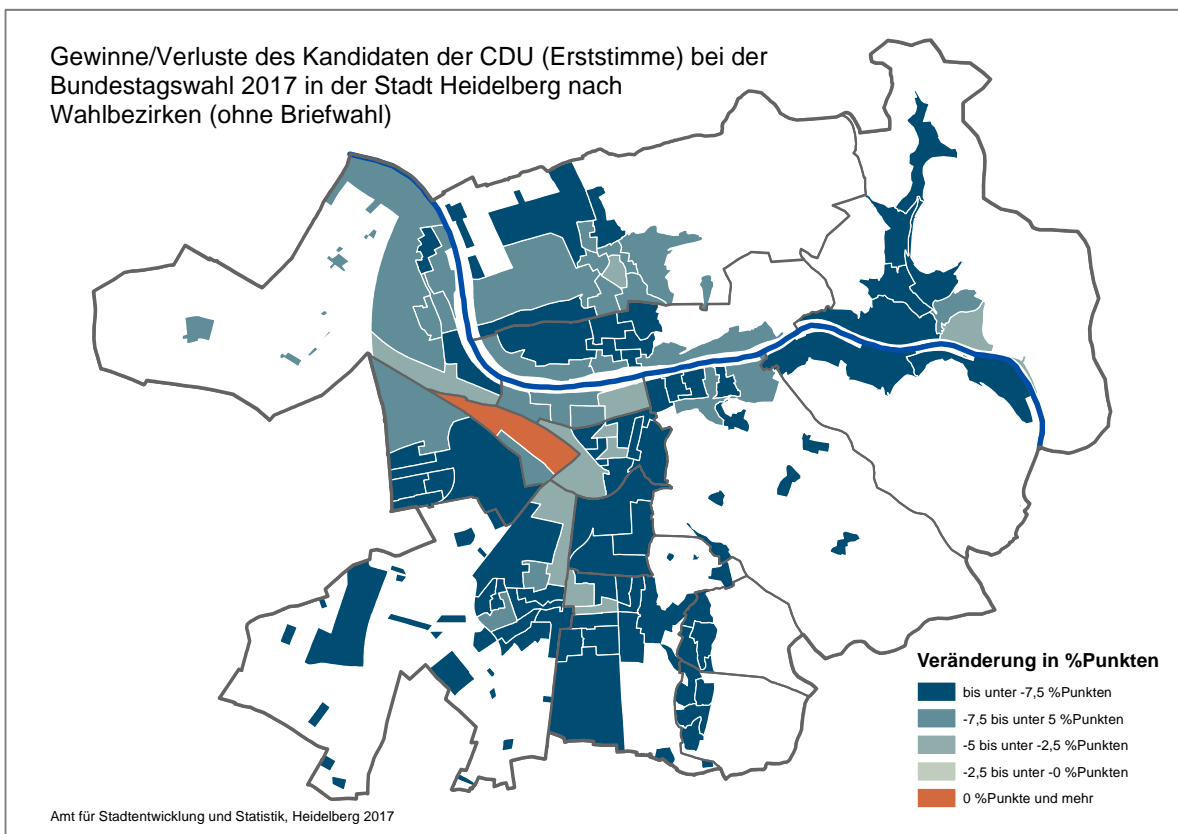 Gewinne/Verluste des Kandidaten der CDU (Erststimme) bei der
Bundestagswahl 2017 in der Stadt Heidelberg nach
Wahlbezirken (ohne Briefwahl)
Veränderung in %Punkten
bis unter -7,5 %Punkten
-7,5 bis unter 5 %Punkten
-5 bis unter -2,5 %Punkten
-2,5 bis unter -0 %Punkten
0 %Punkte und mehr
Amt für Stadtentwicklung und Statistik, Heidelberg 2017